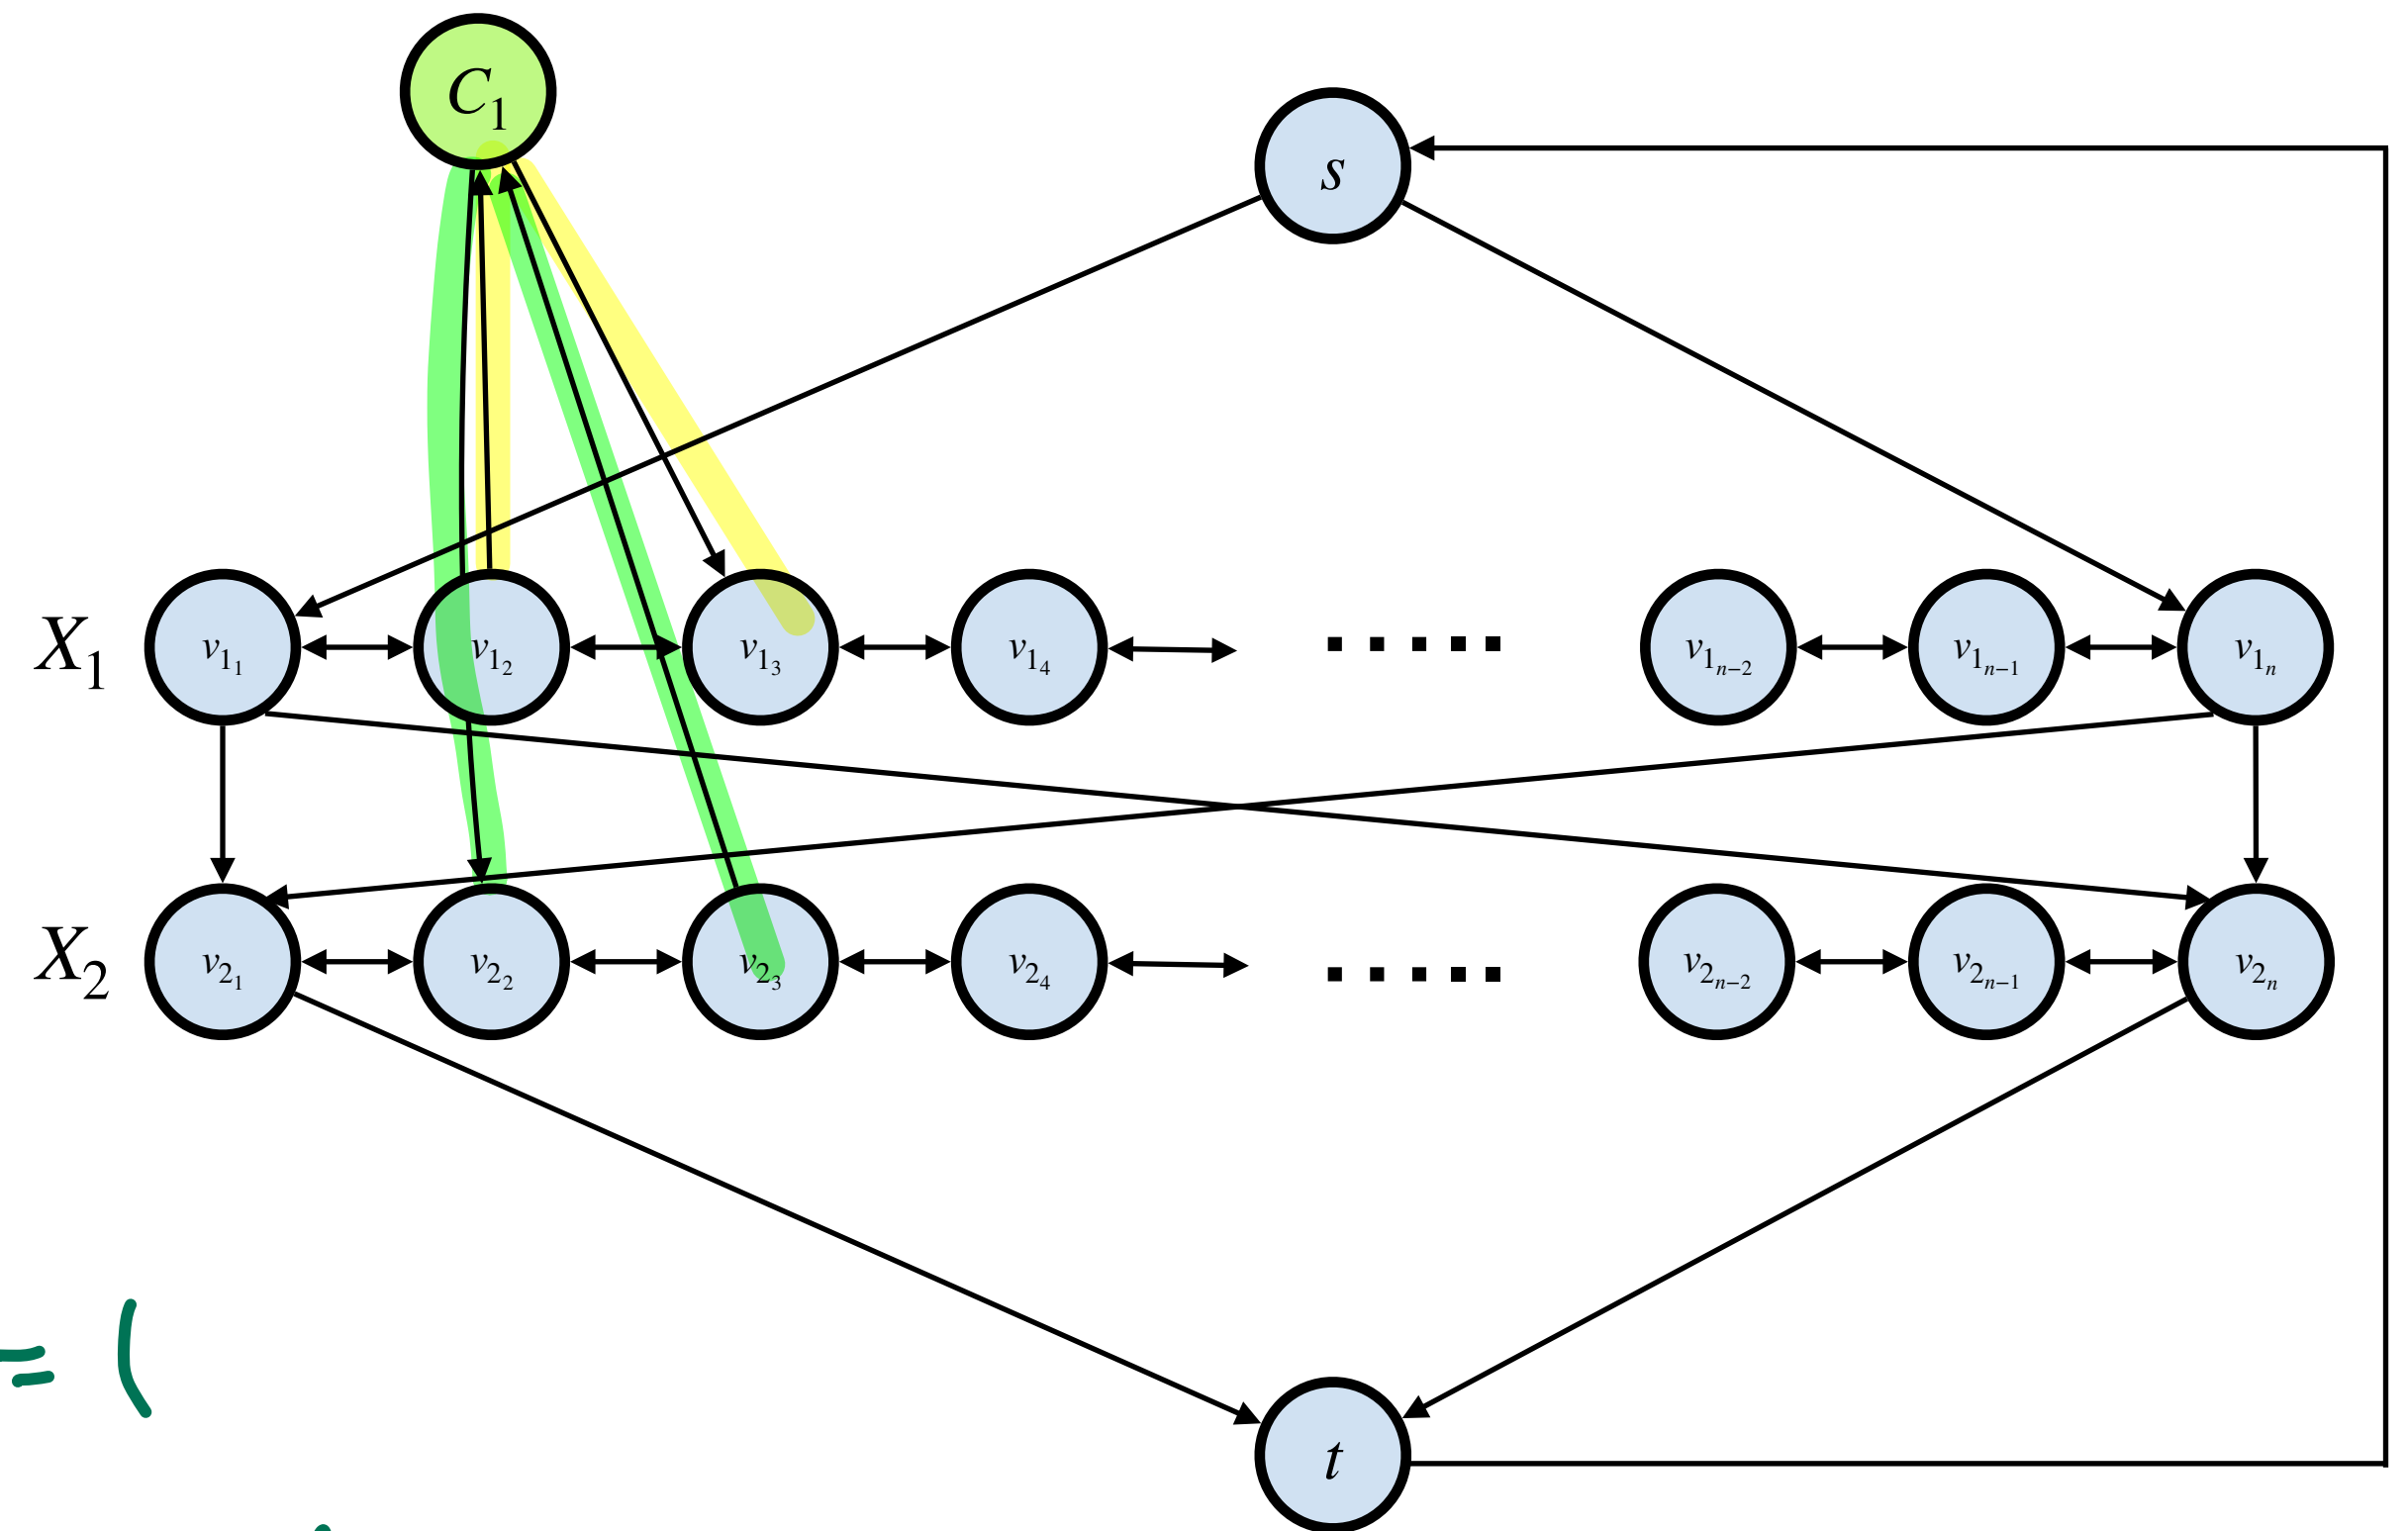 C₁
s
X₁ v₁₁ v₁₂ v₁₃ v₁₄ ..... v₁ₙ₋₂ v₁ₙ₋₁ v₁ₙ
X₂ v₂₁ v₂₂ v₂₃ v₂₄ ..... v₂ₙ₋₂ v₂ₙ₋₁ v₂ₙ
= (
t